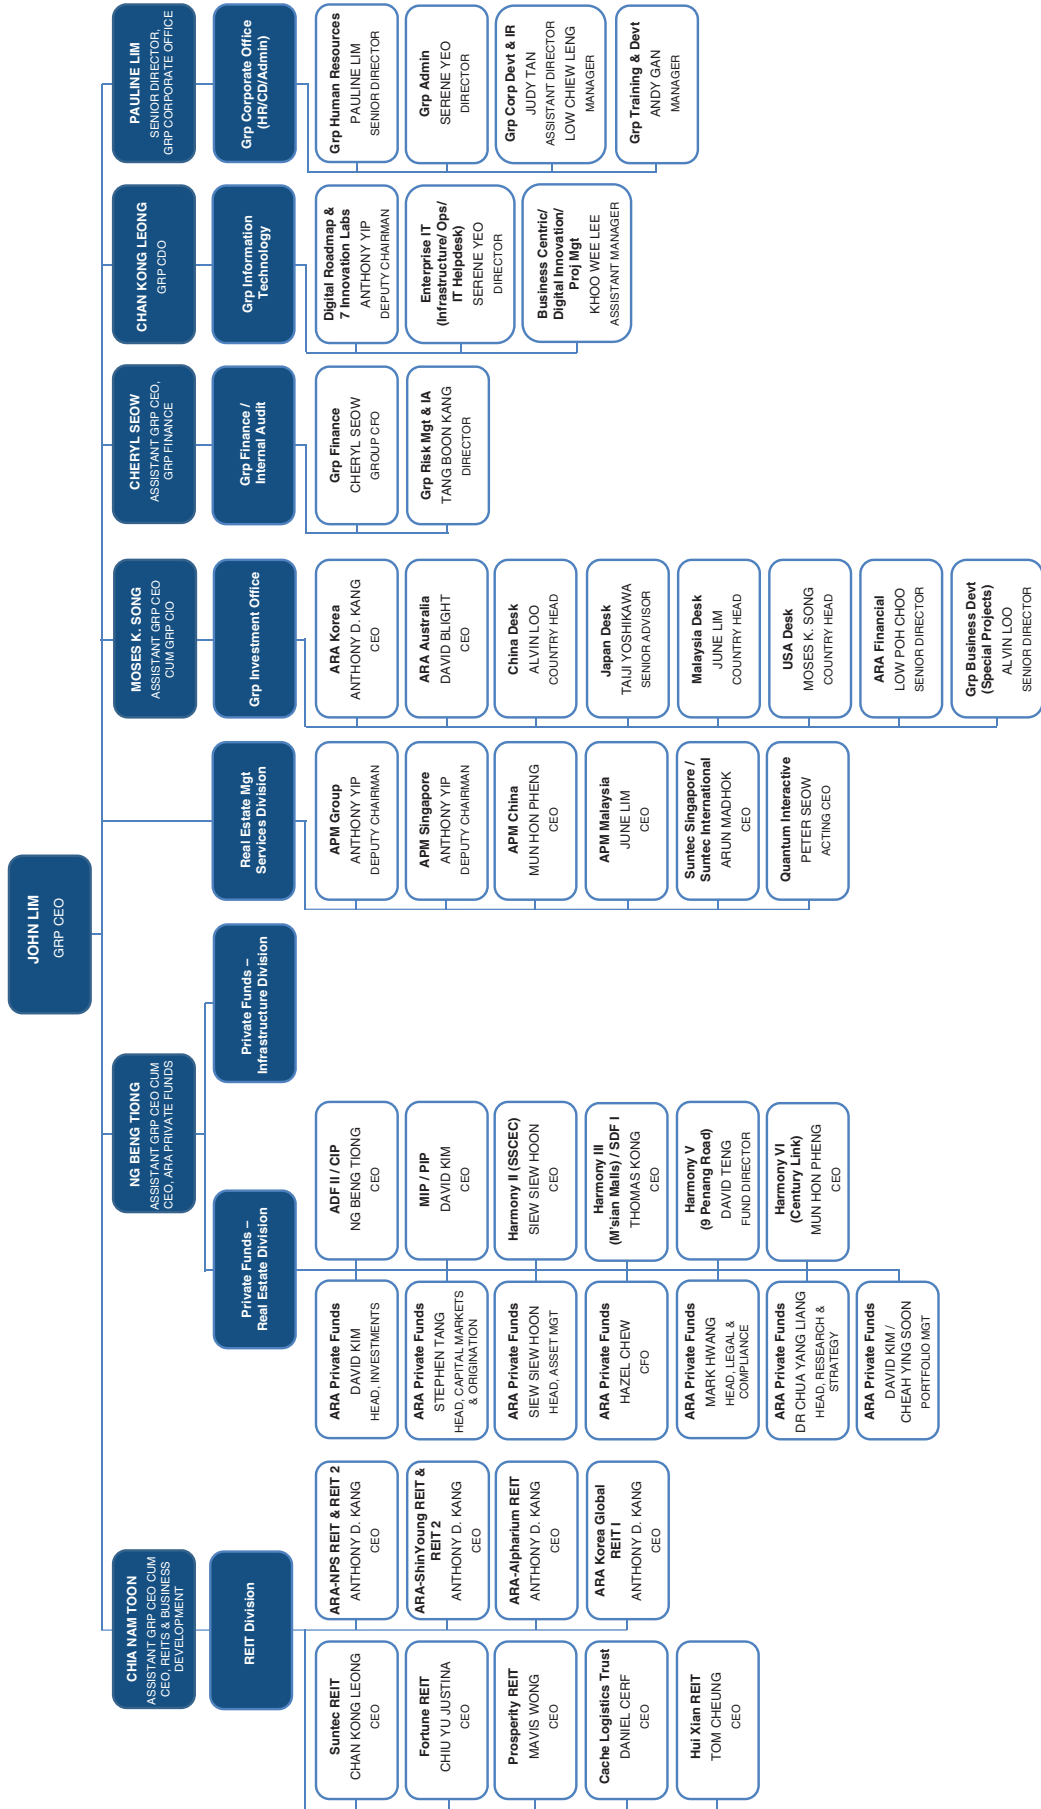 JOHN LIM
GRP CEO
CHIA NAM TOON
ASSISTANT GRP CEO CUM
CEO, REITS & BUSINESS
DEVELOPMENT
REIT Division
Suntec REIT
CHAN KONG LEONG
CEO
Fortune REIT
CHIU YU JUSTINA
CEO
Prosperity REIT
MAVIS WONG
CEO
Cache Logistics Trust
DANIEL CERF
CEO
Hui Xian REIT
TOM CHEUNG
CEO
ARA-NPS REIT & REIT 2
ANTHONY D. KANG
CEO
ARA-ShinYoung REIT &
REIT 2
ANTHONY D. KANG
CEO
ARA-Alpharium REIT
ANTHONY D. KANG
CEO
ARA Korea Global
REIT I
ANTHONY D. KANG
CEO
NG BENG TIONG
ASSISTANT GRP CEO CUM
CEO, ARA PRIVATE FUNDS
Private Funds –
Real Estate Division
ARA Private Funds
DAVID KIM
HEAD, INVESTMENTS
ARA Private Funds
STEPHEN TANG
HEAD, CAPITAL MARKETS
& ORIGINATION
ARA Private Funds
SIEW SIEW HOON
HEAD, ASSET MGT
ARA Private Funds
HAZEL CHEW
CFO
ARA Private Funds
MARK HWANG
HEAD, LEGAL &
COMPLIANCE
ARA Private Funds
DR CHUA YANG LIANG
HEAD, RESEARCH &
STRATEGY
ARA Private Funds
DAVID KIM /
CHEAH YING SOON
PORTFOLIO MGT
ADF II / CIP
NG BENG TIONG
CEO
MIP / PIP
DAVID KIM
CEO
Harmony II (SSCEC)
SIEW SIEW HOON
CEO
Harmony III
(M'sian Malls) / SDF I
THOMAS KONG
CEO
Harmony V
(9 Penang Road)
DAVID TENG
FUND DIRECTOR
Harmony VI
(Century Link)
MUN HON PHENG
CEO
Private Funds –
Infrastructure Division
Real Estate Mgt
Services Division
APM Group
ANTHONY YIP
DEPUTY CHAIRMAN
APM Singapore
ANTHONY YIP
DEPUTY CHAIRMAN
APM China
MUN HON PHENG
CEO
APM Malaysia
JUNE LIM
CEO
Suntec Singapore /
Suntec International
ARUN MADHOK
CEO
Quantum Interactive
PETER SEOW
ACTING CEO
MOSES K. SONG
ASSISTANT GRP CEO
CUM GRP CIO
Grp Investment Office
ARA Korea
ANTHONY D. KANG
CEO
ARA Australia
DAVID BLIGHT
CEO
China Desk
ALVIN LOO
COUNTRY HEAD
Japan Desk
TAIJI YOSHIKAWA
SENIOR ADVISOR
Malaysia Desk
JUNE LIM
COUNTRY HEAD
USA Desk
MOSES K. SONG
COUNTRY HEAD
ARA Financial
LOW POH CHOO
SENIOR DIRECTOR
Grp Business Devt
(Special Projects)
ALVIN LOO
SENIOR DIRECTOR
CHERYL SEOW
ASSISTANT GRP CEO,
GRP FINANCE
Grp Finance /
Internal Audit
Grp Finance
CHERYL SEOW
GROUP CFO
Grp Risk Mgt & IA
TANG BOON KANG
DIRECTOR
CHAN KONG LEONG
GRP CDO
Grp Information
Technology
Digital Roadmap &
7 Innovation Labs
ANTHONY YIP
DEPUTY CHAIRMAN
Enterprise IT
(Infrastructure/ Ops/
IT Helpdesk)
SERENE YEO
DIRECTOR
Business Centric/
Digital Innovation/
Proj Mgt
KHOO WEE LEE
ASSISTANT MANAGER
PAULINE LIM
SENIOR DIRECTOR,
GRP CORPORATE OFFICE
Grp Corporate Office
(HR/CD/Admin)
Grp Human Resources
PAULINE LIM
SENIOR DIRECTOR
Grp Admin
SERENE YEO
DIRECTOR
Grp Corp Devt & IR
JUDY TAN
ASSISTANT DIRECTOR
LOW CHIEW LENG
MANAGER
Grp Training & Devt
ANDY GAN
MANAGER